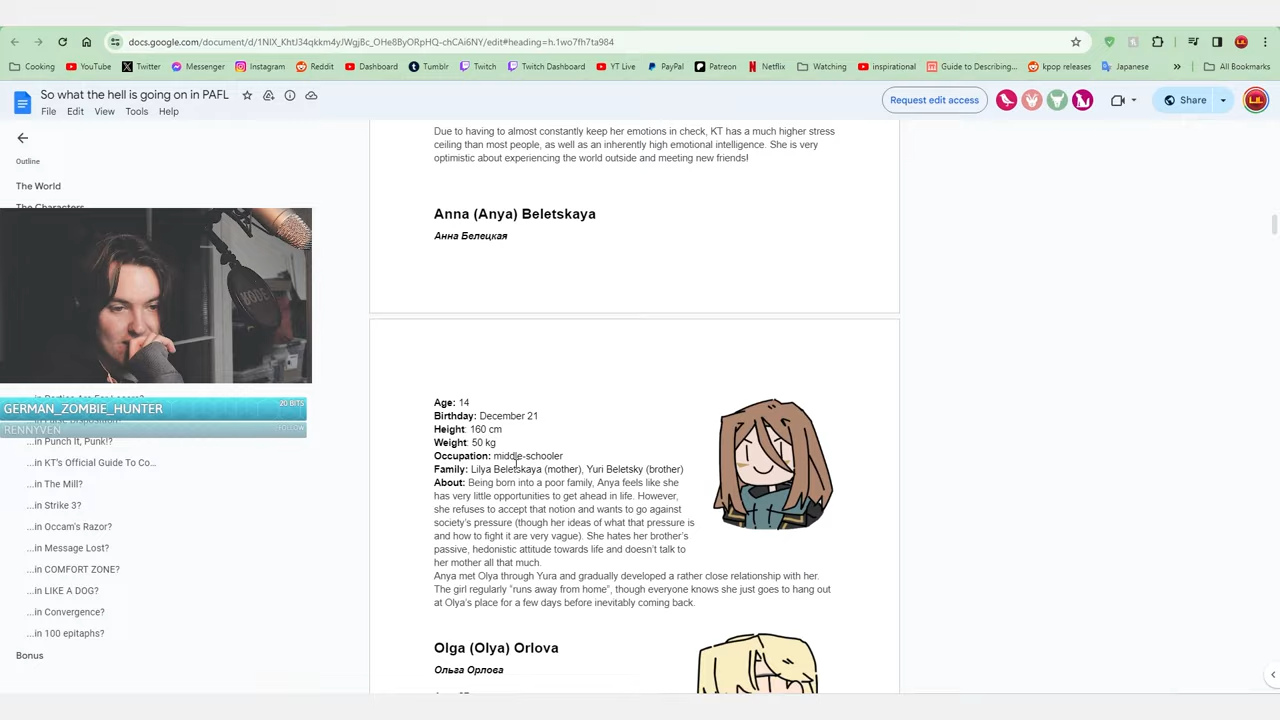 docs.google.com/document/d/1NIX_KhtJ34qkkm4yJWgjBc_OHe8ByORpHQ-chCAi6NY/edit#heading=h.1wo7fh7ta984
Cooking YouTube Twitter Messenger Instagram Reddit Dashboard Tumblr Twitch Twitch Dashboard YT Live PayPal Patreon Netflix Watching inspirational Guide to Describing... kpop releases Japanese » All Bookmarks
So what the hell is going on in PAFL
File Edit View Tools Help
Request edit access
Share
Outline
The World
The Characters
GERMAN_ZOMBIE_HUNTER 20 BITS
RENNYVEN FOLLOW
...in Punch It, Punk!?
...in KT's Official Guide To Co...
...in The Mill?
...in Strike 3?
...in Occam's Razor?
...in Message Lost?
...in COMFORT ZONE?
...in LIKE A DOG?
...in Convergence?
...in 100 epitaphs?
Bonus
Due to having to almost constantly keep her emotions in check, KT has a much higher stress
ceiling than most people, as well as an inherently high emotional intelligence. She is very
optimistic about experiencing the world outside and meeting new friends!
Anna (Anya) Beletskaya
Анна Белецкая
Age: 14
Birthday: December 21
Height: 160 cm
Weight: 50 kg
Occupation: middle-schooler
Family: Lilya Beletskaya (mother), Yuri Beletsky (brother)
About: Being born into a poor family, Anya feels like she
has very little opportunities to get ahead in life. However,
she refuses to accept that notion and wants to go against
society's pressure (though her ideas of what that pressure is
and how to fight it are very vague). She hates her brother's
passive, hedonistic attitude towards life and doesn't talk to
her mother all that much.
Anya met Olya through Yura and gradually developed a rather close relationship with her.
The girl regularly "runs away from home", though everyone knows she just goes to hang out
at Olya's place for a few days before inevitably coming back.
Olga (Olya) Orlova
Ольга Орлова